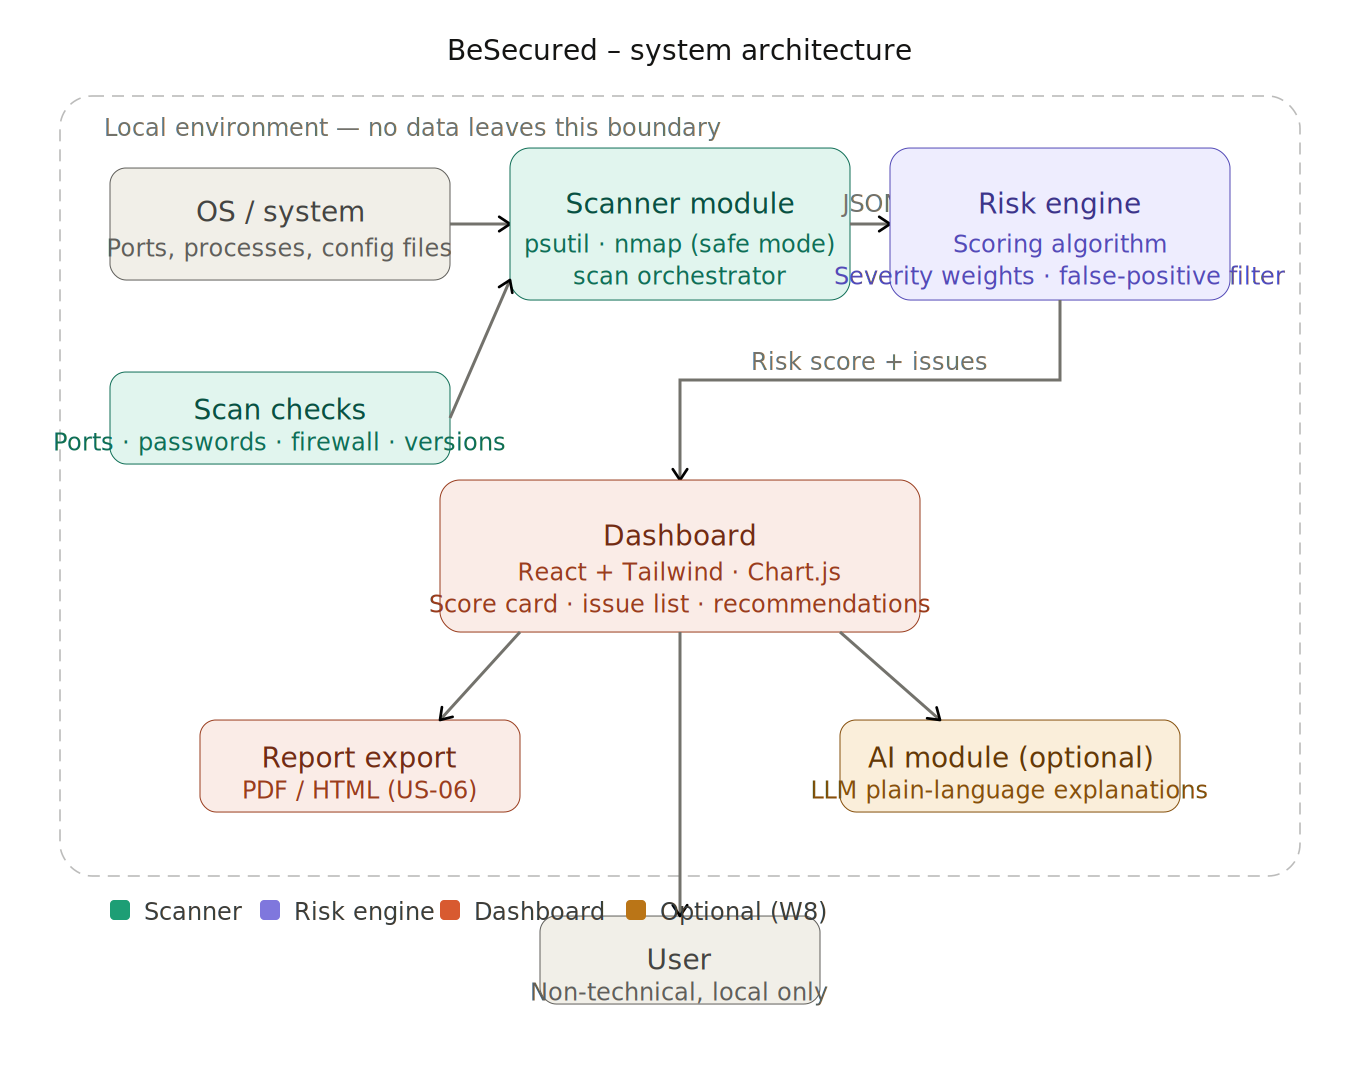 BeSecured – system architecture
Local environment — no data leaves this boundary
OS / system
Ports, processes, config files
Scanner module
psutil · nmap (safe mode)
scan orchestrator
JSON
Risk engine
Scoring algorithm
Severity weights · false-positive filter
Risk score + issues
Scan checks
Ports · passwords · firewall · versions
Dashboard
React + Tailwind · Chart.js
Score card · issue list · recommendations
Report export
PDF / HTML (US-06)
AI module (optional)
LLM plain-language explanations
Scanner
Risk engine
Dashboard
Optional (W8)
User
Non-technical, local only